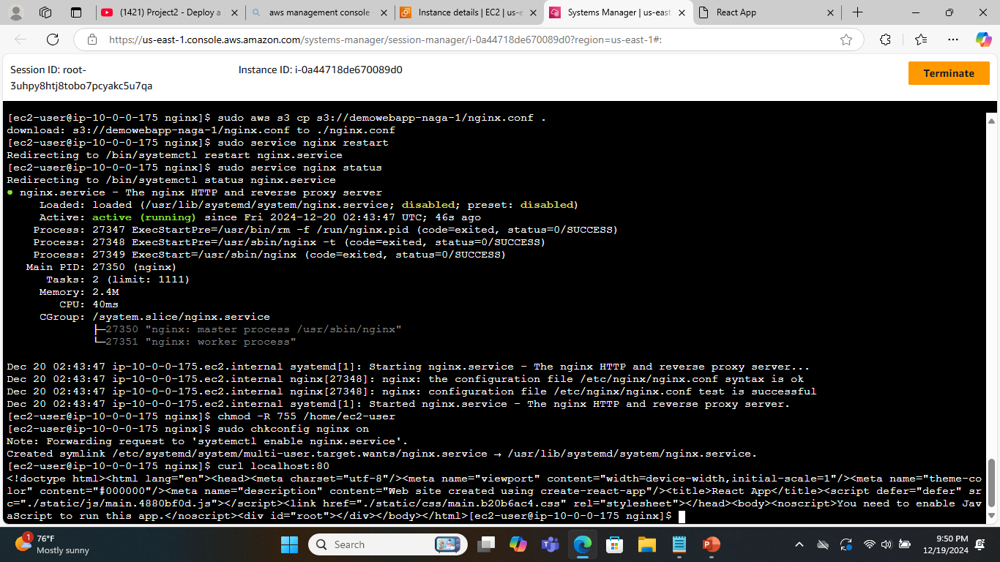 (1421) Project2 - Deploy a
aws management console
Instance details | EC2 | us-e
Systems Manager | us-east
React App
https://us-east-1.console.aws.amazon.com/systems-manager/session-manager/i-0a44718de670089d0?region=us-east-1#:
Session ID: root-
3uhpy8htj8tobo7pcyakc5u7qa
Instance ID: i-0a44718de670089d0
Terminate
[ec2-user@ip-10-0-0-175 nginx]$ sudo aws s3 cp s3://demowebapp-naga-1/nginx.conf .
download: s3://demowebapp-naga-1/nginx.conf to ./nginx.conf
[ec2-user@ip-10-0-0-175 nginx]$ sudo service nginx restart
Redirecting to /bin/systemctl restart nginx.service
[ec2-user@ip-10-0-0-175 nginx]$ sudo service nginx status
Redirecting to /bin/systemctl status nginx.service
● nginx.service - The nginx HTTP and reverse proxy server
Loaded: loaded (/usr/lib/systemd/system/nginx.service; disabled; preset: disabled)
Active: active (running) since Fri 2024-12-20 02:43:47 UTC; 46s ago
Process: 27347 ExecStartPre=/usr/bin/rm -f /run/nginx.pid (code=exited, status=0/SUCCESS)
Process: 27348 ExecStartPre=/usr/sbin/nginx -t (code=exited, status=0/SUCCESS)
Process: 27349 ExecStart=/usr/sbin/nginx (code=exited, status=0/SUCCESS)
Main PID: 27350 (nginx)
Tasks: 2 (limit: 1111)
Memory: 2.4M
CPU: 40ms
CGroup: /system.slice/nginx.service
├─27350 "nginx: master process /usr/sbin/nginx"
└─27351 "nginx: worker process"
Dec 20 02:43:47 ip-10-0-0-175.ec2.internal systemd[1]: Starting nginx.service - The nginx HTTP and reverse proxy server...
Dec 20 02:43:47 ip-10-0-0-175.ec2.internal nginx[27348]: nginx: the configuration file /etc/nginx/nginx.conf syntax is ok
Dec 20 02:43:47 ip-10-0-0-175.ec2.internal nginx[27348]: nginx: configuration file /etc/nginx/nginx.conf test is successful
Dec 20 02:43:47 ip-10-0-0-175.ec2.internal systemd[1]: Started nginx.service - The nginx HTTP and reverse proxy server.
[ec2-user@ip-10-0-0-175 nginx]$ chmod -R 755 /home/ec2-user
[ec2-user@ip-10-0-0-175 nginx]$ sudo chkconfig nginx on
Note: Forwarding request to 'systemctl enable nginx.service'.
Created symlink /etc/systemd/system/multi-user.target.wants/nginx.service → /usr/lib/systemd/system/nginx.service.
[ec2-user@ip-10-0-0-175 nginx]$ curl localhost:80
<!doctype html><html lang="en"><head><meta charset="utf-8"/><meta name="viewport" content="width=device-width,initial-scale=1"/><meta name="theme-co
lor" content="#000000"/><meta name="description" content="Web site created using create-react-app"/><title>React App</title><script defer="defer" sr
c="./static/js/main.4880bf0d.js"></script><link href="./static/css/main.b20b6ac4.css" rel="stylesheet"></head><body><noscript>You need to enable Jav
aScript to run this app.</noscript><div id="root"></div></body></html>[ec2-user@ip-10-0-0-175 nginx]$
1
76°F
Mostly sunny
Search
9:50 PM
12/19/2024